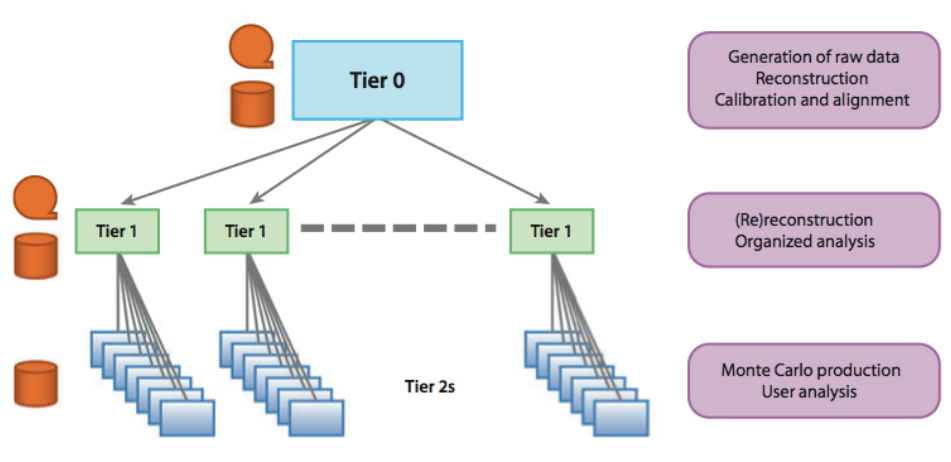 Tier 0
Generation of raw data
Reconstruction
Calibration and alignment
Tier 1
Tier 1
Tier 1
(Re)reconstruction
Organized analysis
Tier 2s
Monte Carlo production
User analysis